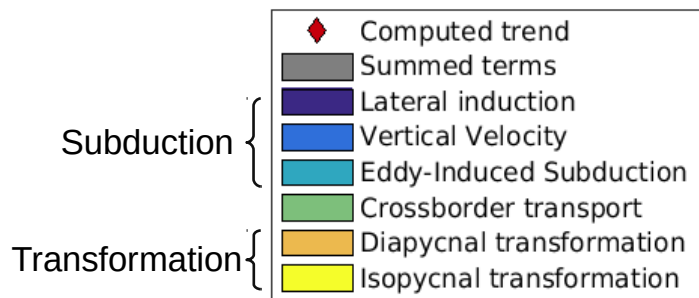 Computed trend
Summed terms
Subduction
Lateral induction
Vertical Velocity
Eddy-Induced Subduction
Crossborder transport
Transformation
Diapycnal transformation
Isopycnal transformation